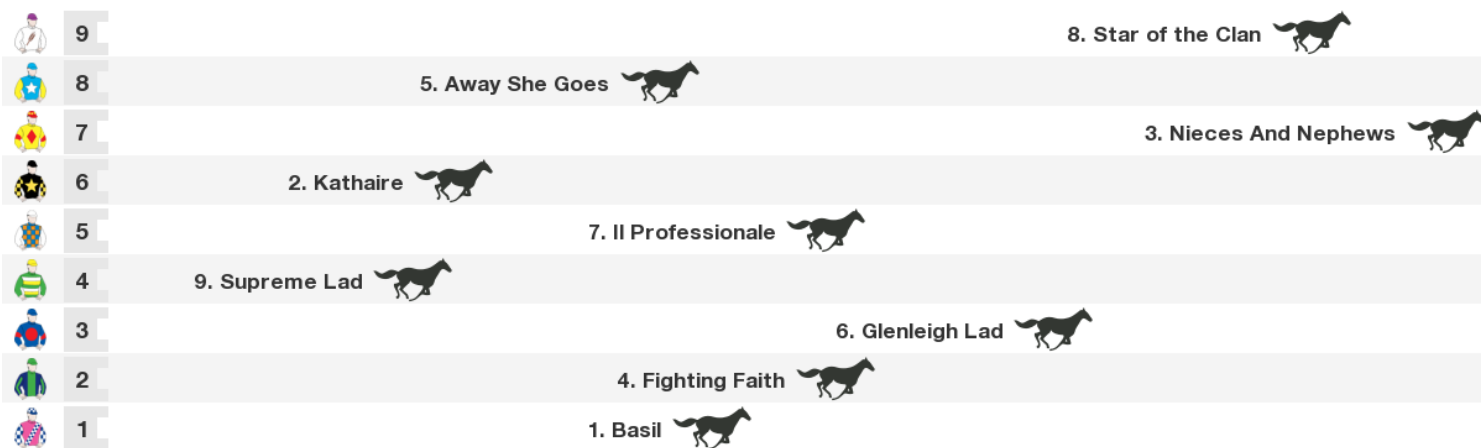 9 8. Star of the Clan
8 5. Away She Goes
7 3. Nieces And Nephews
6 2. Kathaire
5 7. Il Professionale
4 9. Supreme Lad
3 6. Glenleigh Lad
2 4. Fighting Faith
1 1. Basil